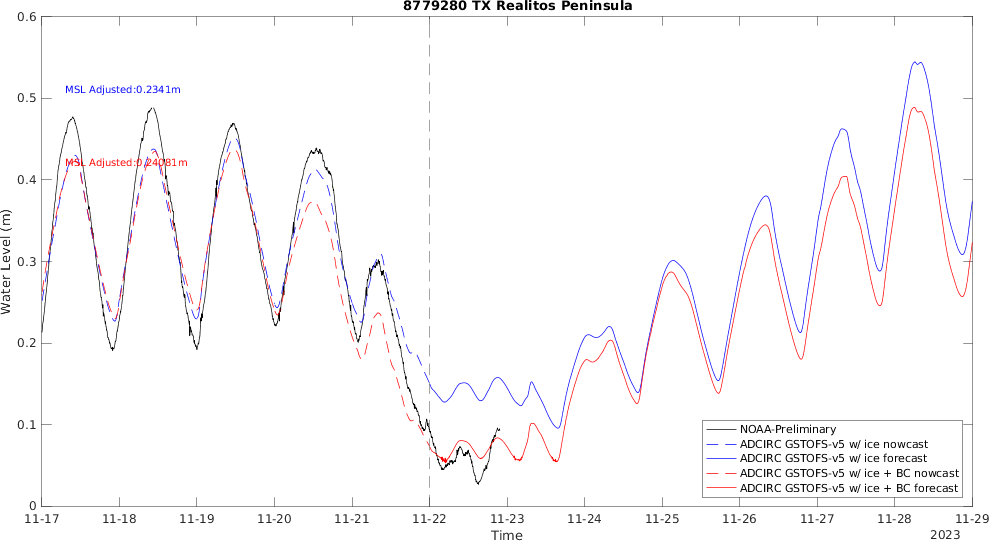 8779280 TX Realitos Peninsula
0.6
0.5
0.4
0.3
0.2
0.1
0
Water Level (m)
MSL Adjusted:0.2341m
MSL Adjusted:0.24081m
NOAA-Preliminary
ADCIRC GSTOFS-v5 w/ ice nowcast
ADCIRC GSTOFS-v5 w/ ice forecast
ADCIRC GSTOFS-v5 w/ ice + BC nowcast
ADCIRC GSTOFS-v5 w/ ice + BC forecast
11-17 11-18 11-19 11-20 11-21 11-22 11-23 11-24 11-25 11-26 11-27 11-28 11-29
Time
2023